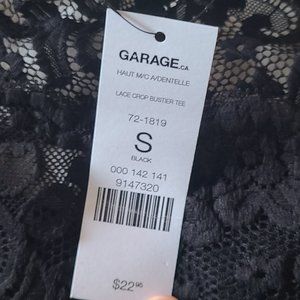 GARAGE.CA
HAUT M/C A/DENTELLE
LACE CROP BUSTIER TEE
72-1819
S
BLACK
000 142 141
9147320
$22.95